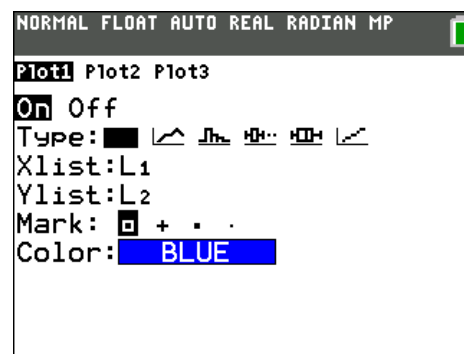 NORMAL FLOAT AUTO REAL RADIAN MP
Plot1 Plot2 Plot3
On Off
Type:
Xlist:L1
Ylist:L2
Mark: + ▪ ·
Color: BLUE